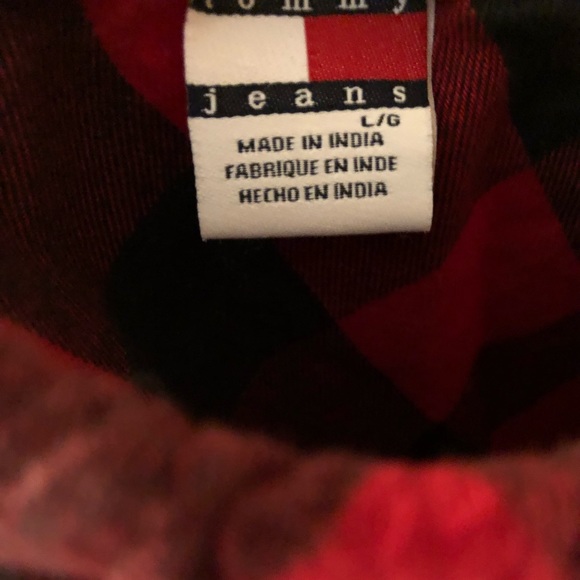 tommy
jeans
L/G
MADE IN INDIA
FABRIQUE EN INDE
HECHO EN INDIA